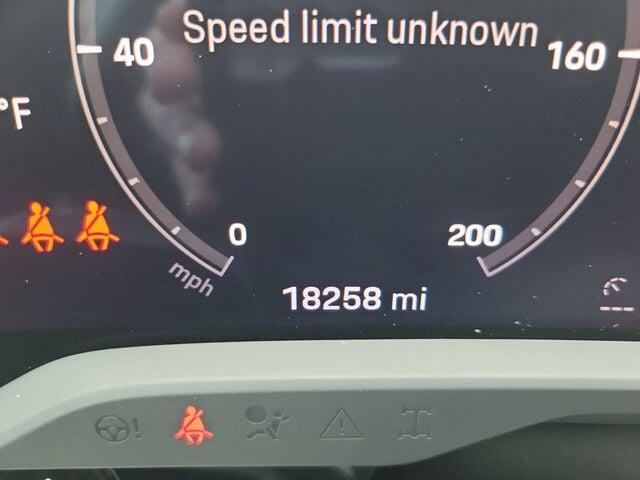 Speed limit unknown
40
160
°F
0
200
mph
18258 mi
!